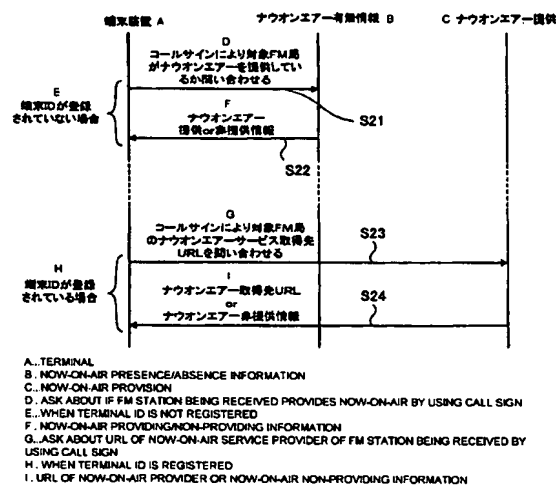 端末装置 A
ナウオンエアー有無情報 B
C ナウオンエアー提供
D
コールサインにより対象FM局
がナウオンエアーを提供してい
るか問い合わせる
E
端末IDが登録
されていない場合
F
ナウオンエアー
提供or非提供情報
S21
S22
G
コールサインにより対象FM局
のナウオンエアーサービス取得先
URLを問い合わせる
S23
H
端末IDが登録
されている場合
I
ナウオンエアー取得先URL
or
ナウオンエアー非提供情報
S24
A...TERMINAL
B . NOW-ON-AIR PRESENCE/ABSENCE INFORMATION
C... NOW-ON-AIR PROVISION
D . ASK ABOUT IF FM STATION BEING RECEIVED PROVIDES NOW-ON-AIR BY USING CALL SIGN
E... WHEN TERMINAL ID IS NOT REGISTERED
F . NOW-ON-AIR PROVIDING/NON-PROVIDING INFORMATION
G... ASK ABOUT URL OF NOW-ON-AIR SERVICE PROVIDER OF FM STATION BEING RECEIVED BY
USING CALL SIGN
H . WHEN TERMINAL ID IS REGISTERED
I . URL OF NOW-ON-AIR PROVIDER OR NOW-ON-AIR NON-PROVIDING INFORMATION